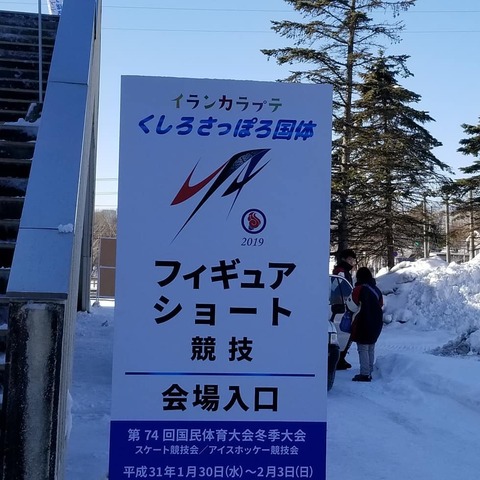 イランカラプテ
くしろさっぽろ国体
2019
フィギュア
ショート
競技
会場入口
第74回国民体育大会冬季大会
スケート競技会／アイスホッケー競技会
平成31年1月30日(水)～2月3日(日)